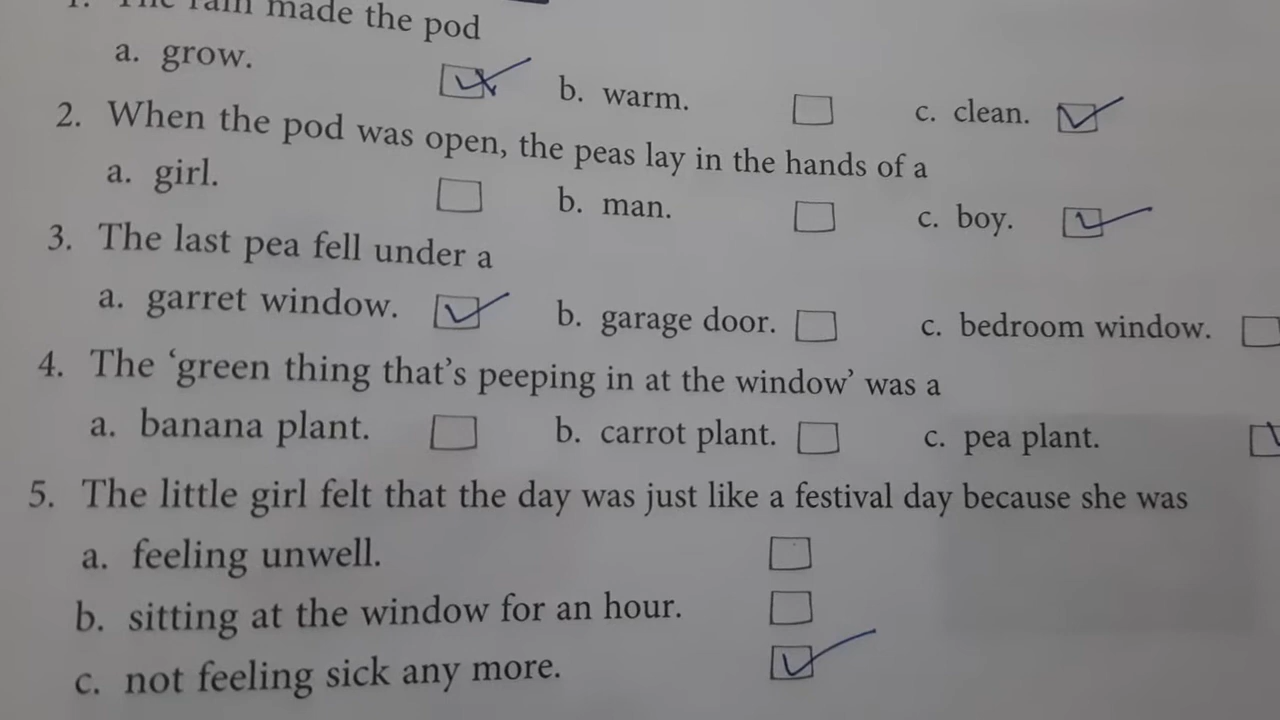 1. The rain made the pod
a. grow. b. warm. c. clean.
2. When the pod was open, the peas lay in the hands of a
a. girl. b. man. c. boy.
3. The last pea fell under a
a. garret window. b. garage door. c. bedroom window.
4. The ‘green thing that’s peeping in at the window’ was a
a. banana plant. b. carrot plant. c. pea plant.
5. The little girl felt that the day was just like a festival day because she was
a. feeling unwell.
b. sitting at the window for an hour.
c. not feeling sick any more.